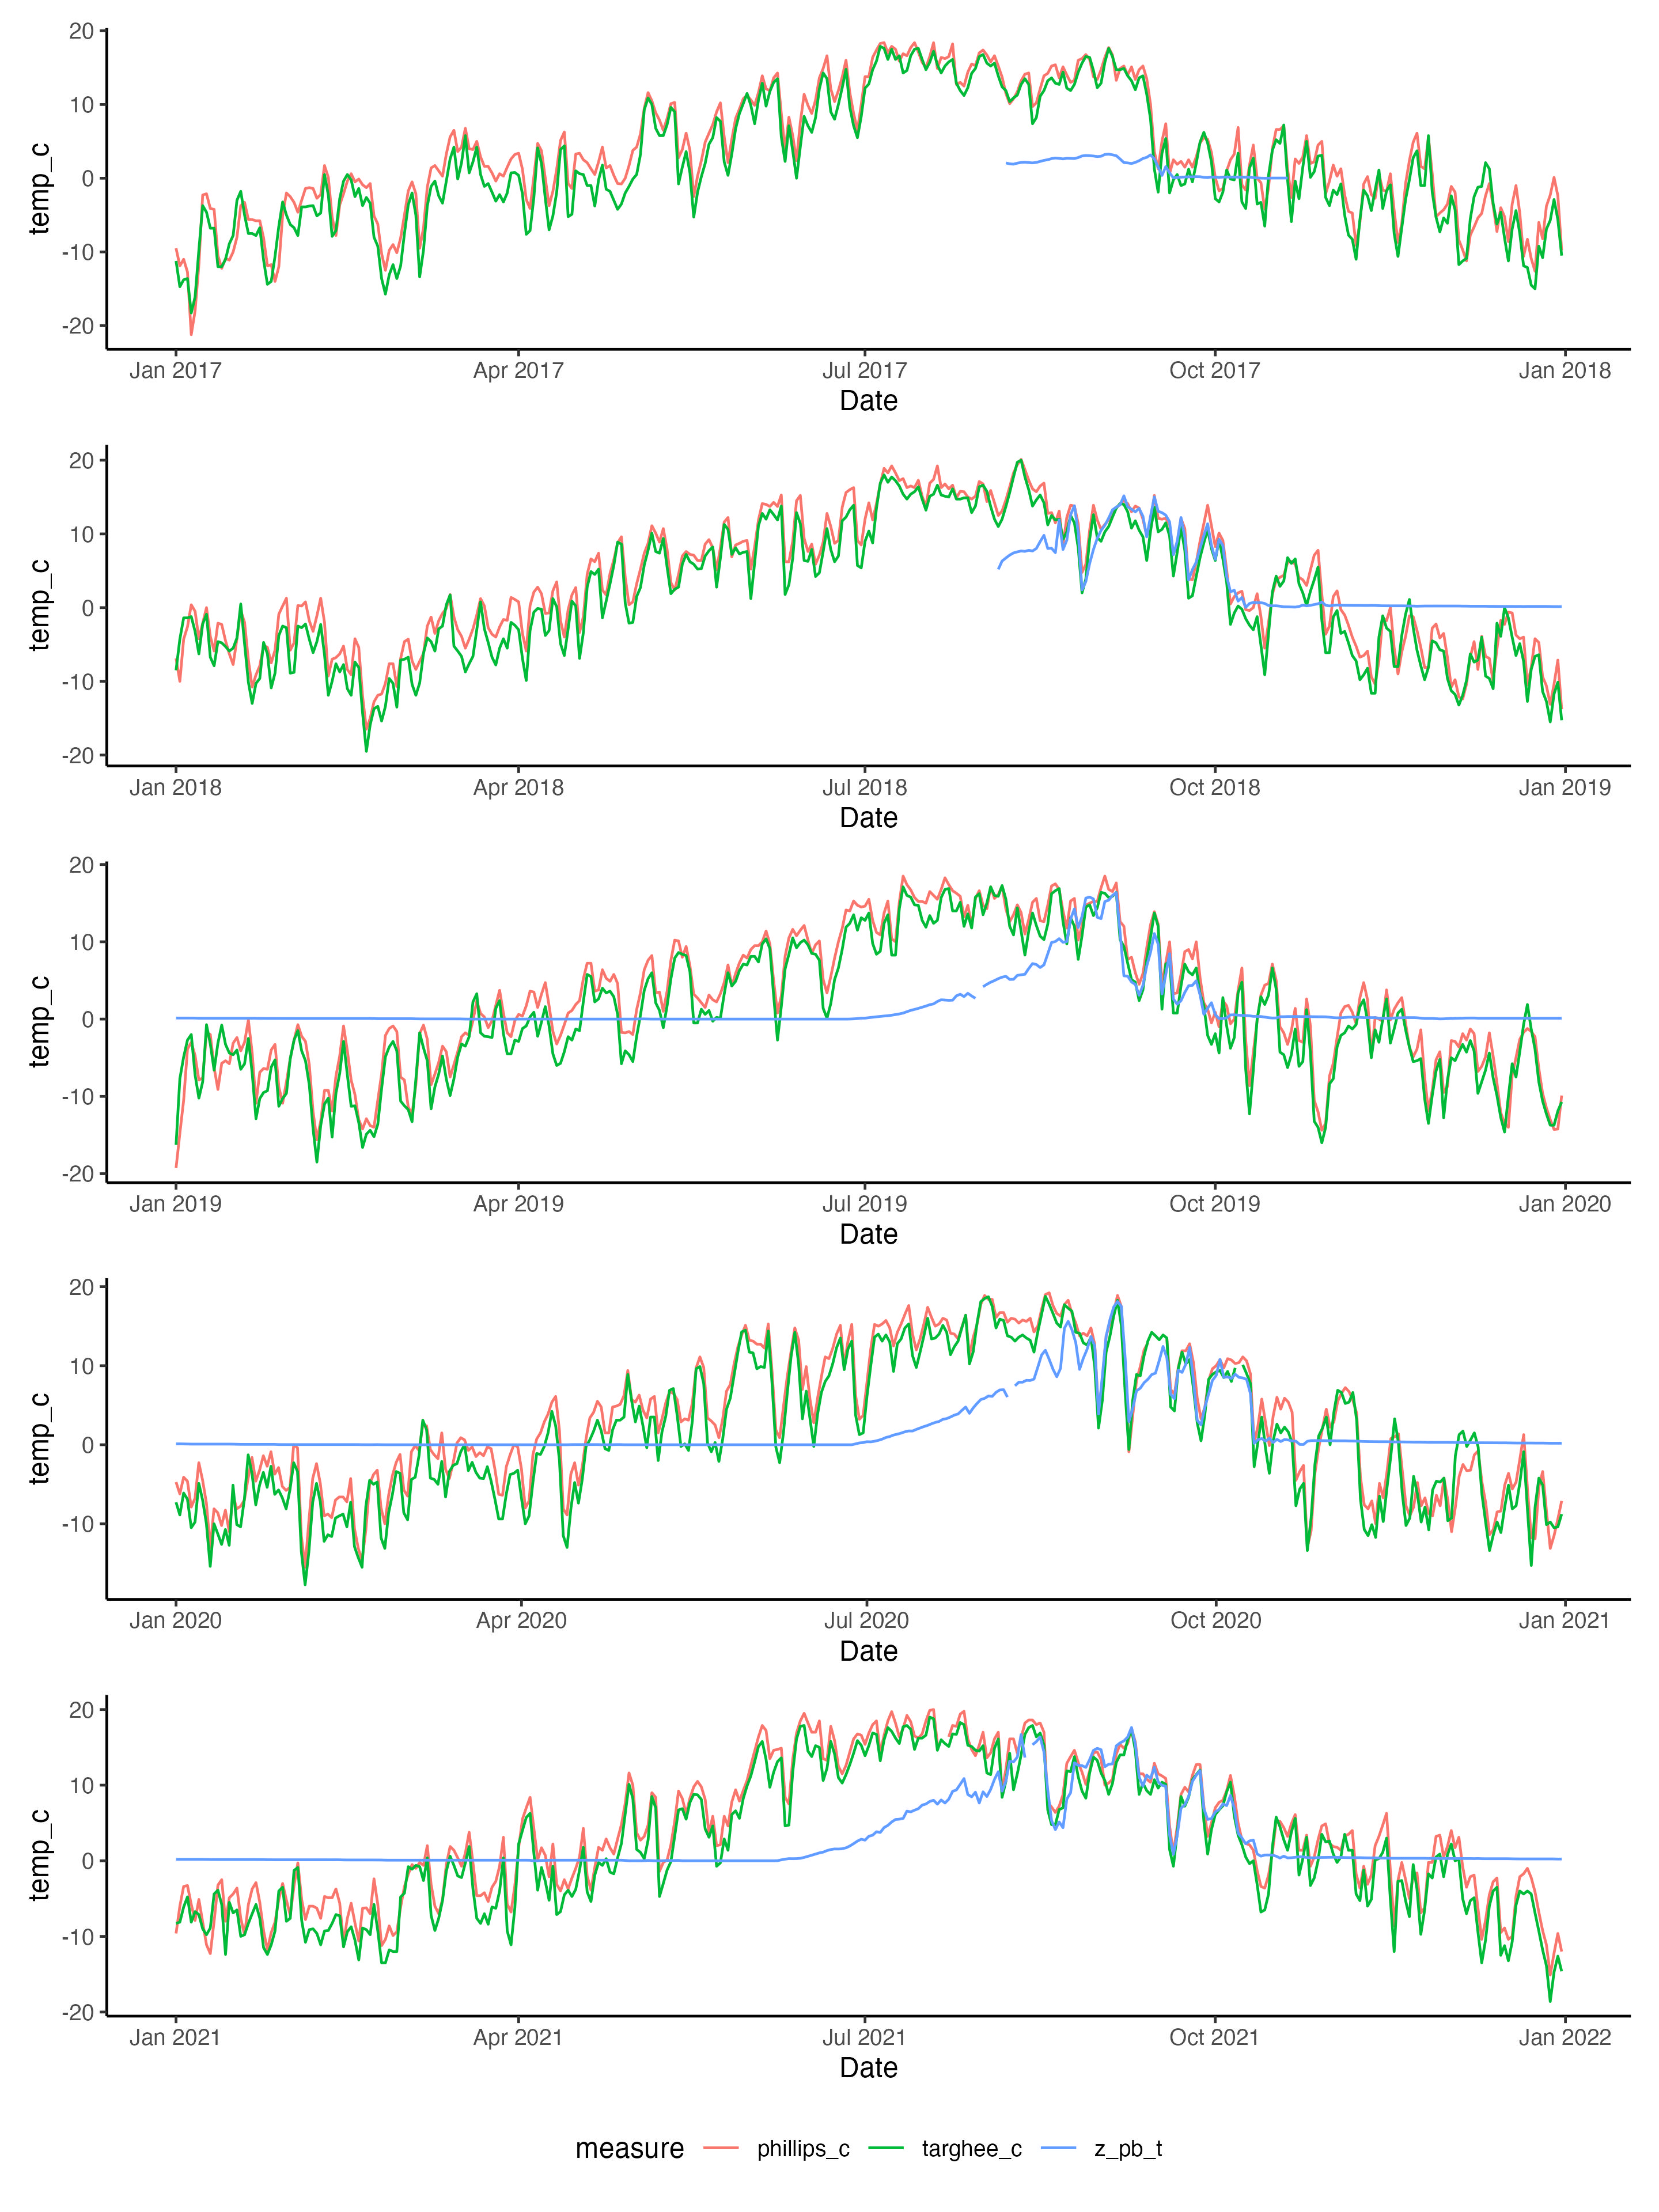 temp_c
20
10
0
-10
-20
Jan 2017 Apr 2017 Jul 2017 Oct 2017 Jan 2018
Date
temp_c
20
10
0
-10
-20
Jan 2018 Apr 2018 Jul 2018 Oct 2018 Jan 2019
Date
temp_c
20
10
0
-10
-20
Jan 2019 Apr 2019 Jul 2019 Oct 2019 Jan 2020
Date
temp_c
20
10
0
-10
Jan 2020 Apr 2020 Jul 2020 Oct 2020 Jan 2021
Date
temp_c
20
10
0
-10
-20
Jan 2021 Apr 2021 Jul 2021 Oct 2021 Jan 2022
Date
measure phillips_c targhee_c z_pb_t